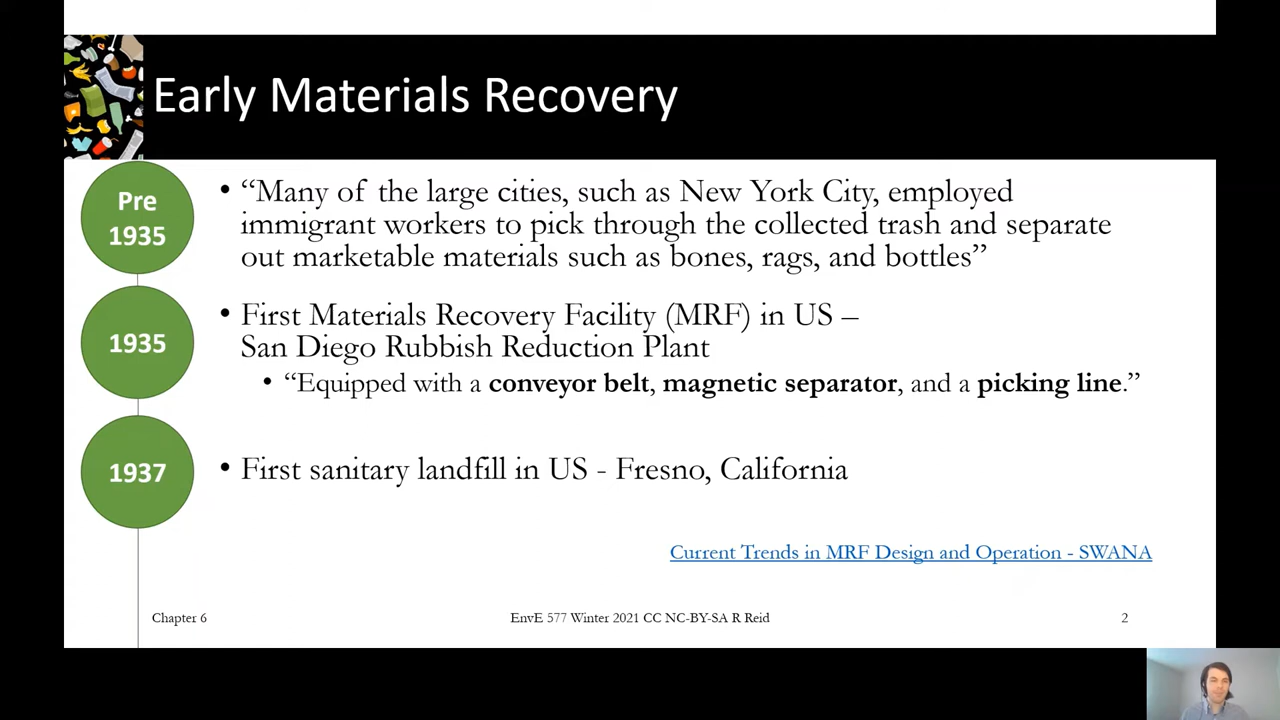 Early Materials Recovery
Pre
1935
• “Many of the large cities, such as New York City, employed
immigrant workers to pick through the collected trash and separate
out marketable materials such as bones, rags, and bottles”
1935
• First Materials Recovery Facility (MRF) in US –
San Diego Rubbish Reduction Plant
• “Equipped with a conveyor belt, magnetic separator, and a picking line.”
1937
• First sanitary landfill in US - Fresno, California
Current Trends in MRF Design and Operation - SWANA
Chapter 6
EnvE 577 Winter 2021 CC NC-BY-SA R Reid
2